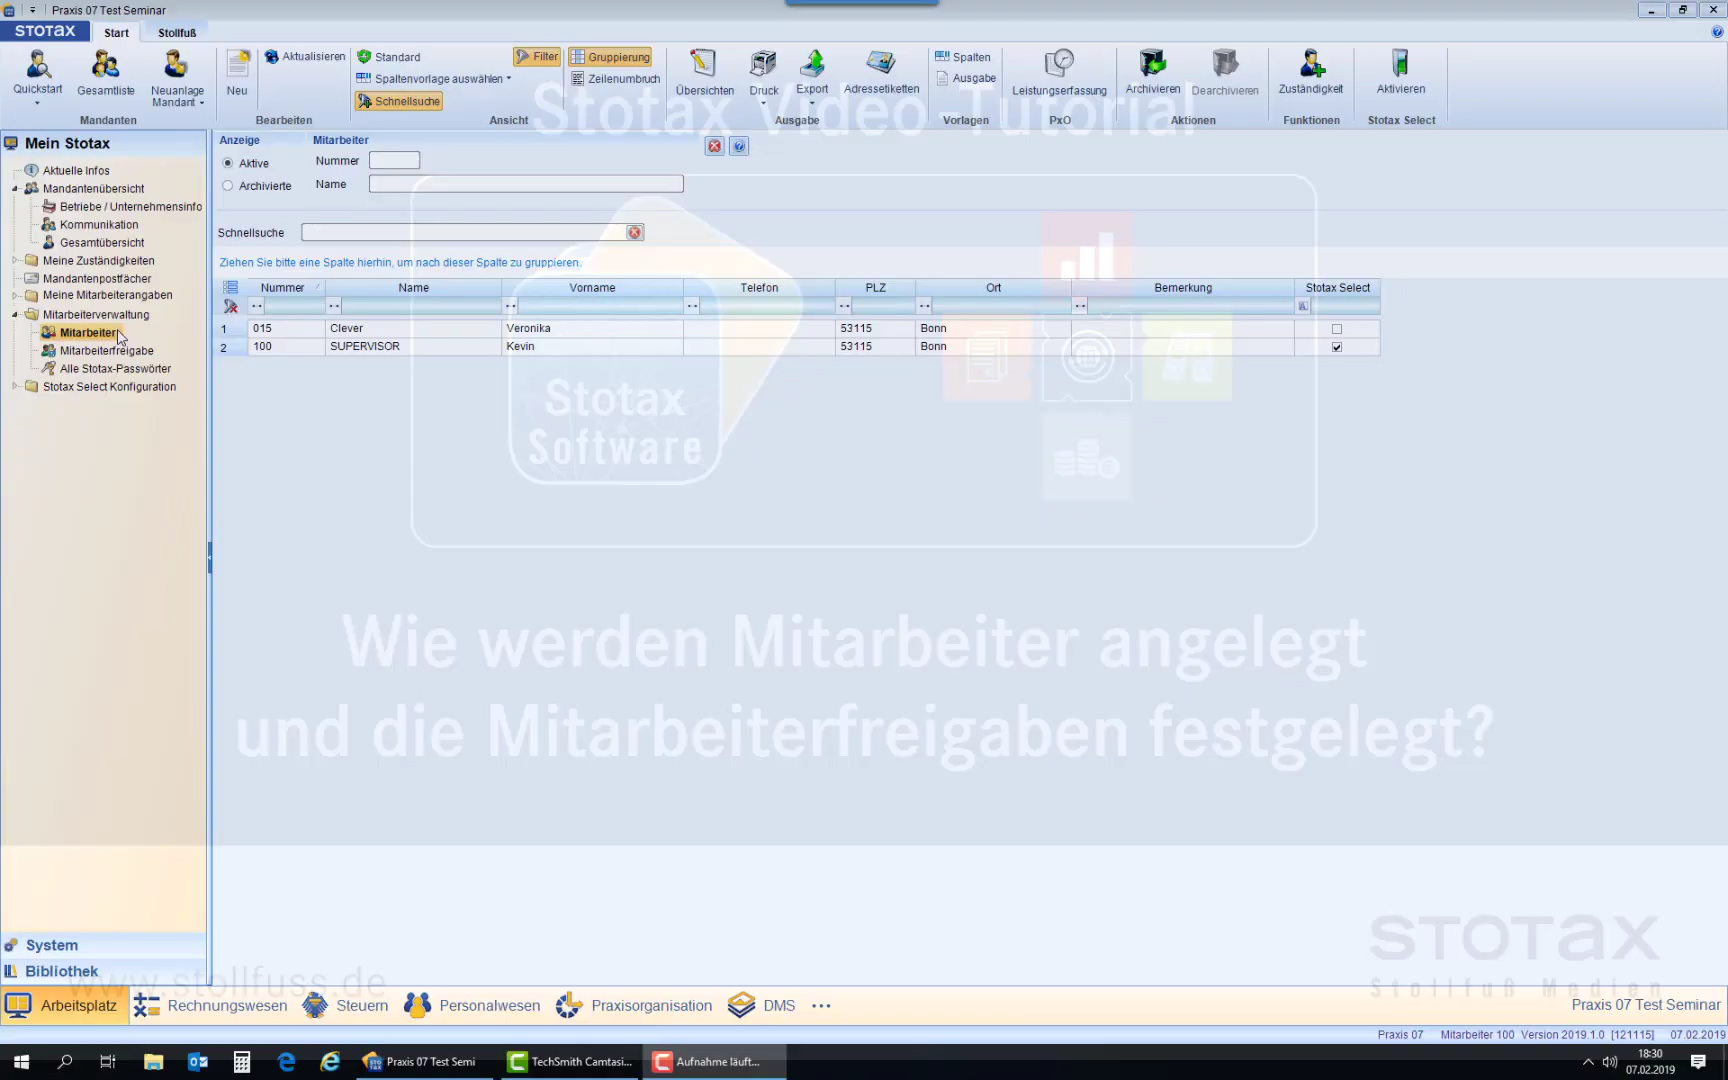 Praxis 07 Test Seminar
STOTAX Start Stollfuß
Quickstart
Gesamtliste
Neuanlage
Mandant
Mandanten
Neu
Aktualisieren
Bearbeiten
Standard
Spaltenvorlage auswählen
Schnellsuche
Filter
Gruppierung
Zeilenumbruch
Ansicht
Übersichten
Druck
Export
Adressetiketten
Ausgabe
Spalten
Ausgabe
Vorlagen
Leistungserfassung
PxO
Archivieren
Dearchivieren
Aktionen
Zuständigkeit
Funktionen
Aktivieren
Stotax Select
Stotax Video-Tutorial
Mein Stotax
Aktuelle Infos
Mandantenübersicht
Betriebe / Unternehmensinfo
Kommunikation
Gesamtübersicht
Meine Zuständigkeiten
Mandantenpostfächer
Meine Mitarbeiterangaben
Mitarbeiterverwaltung
Mitarbeiter
Mitarbeiterfreigabe
Alle Stotax-Passwörter
Stotax Select Konfiguration
Anzeige
Aktive
Archivierte
Mitarbeiter
Nummer
Name
Schnellsuche
Ziehen Sie bitte eine Spalte hierhin, um nach dieser Spalte zu gruppieren.
Nummer Name Vorname Telefon PLZ Ort Bemerkung Stotax Select
1 015 Clever Veronika 53115 Bonn
2 100 SUPERVISOR Kevin 53115 Bonn
Stotax
Software
Wie werden Mitarbeiter angelegt
und die Mitarbeiterfreigaben festgelegt?
STOTAX
Stollfuß Medien
System
Bibliothek
www.stollfuss.de
Arbeitsplatz Rechnungswesen Steuern Personalwesen Praxisorganisation DMS Praxis 07 Test Seminar
Praxis 07 Mitarbeiter 100 Version 2019.1.0 [121115] 07.02.2019
Praxis 07 Test Semi TechSmith Camtasi... Aufnahme läuft... 18:30
07.02.2019